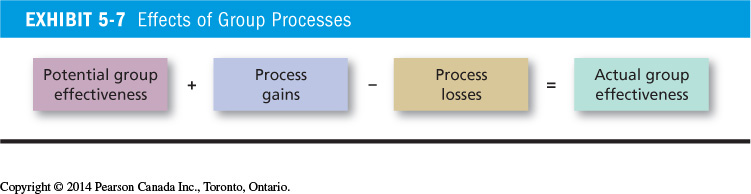 EXHIBIT 5-7 Effects of Group Processes
Potential group
effectiveness
+
Process
gains
–
Process
losses
=
Actual group
effectiveness
Copyright © 2014 Pearson Canada Inc., Toronto, Ontario.